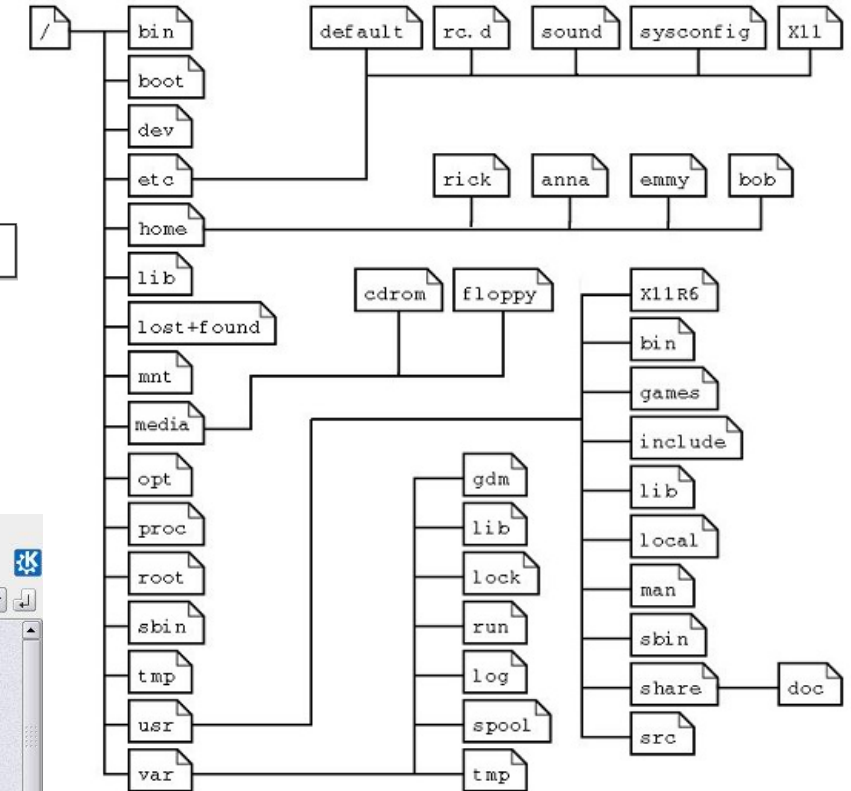 /
bin
default
rc.d
sound
sysconfig
X11
boot
dev
etc
rick
anna
emmy
bob
home
lib
cdrom
floppy
X11R6
lost+found
bin
mnt
games
media
include
opt
gdm
lib
proc
lib
local
root
lock
man
sbin
run
sbin
tmp
log
share
doc
usr
spool
src
var
tmp
K